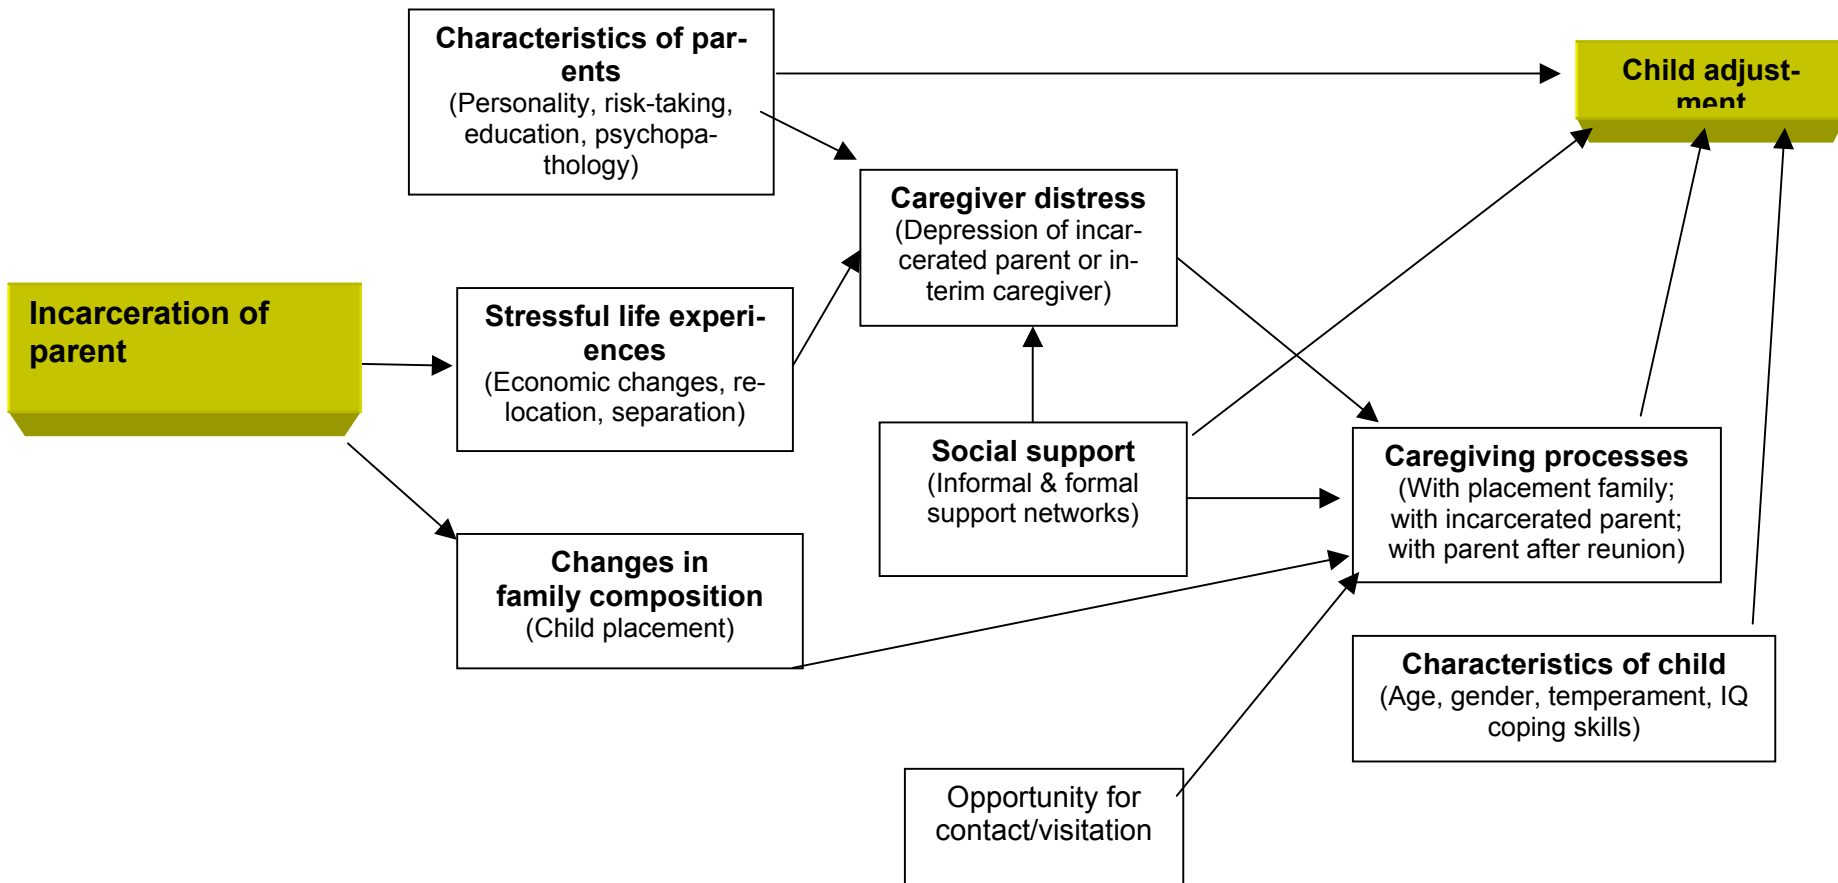 Characteristics of par-
ents
(Personality, risk-taking,
education, psychopa-
thology)
Child adjust-
ment
Caregiver distress
(Depression of incar-
cerated parent or in-
terim caregiver)
Incarceration of
parent
Stressful life experi-
ences
(Economic changes, re-
location, separation)
Social support
(Informal & formal
support networks)
Caregiving processes
(With placement family;
with incarcerated parent;
with parent after reunion)
Changes in
family composition
(Child placement)
Characteristics of child
(Age, gender, temperament, IQ
coping skills)
Opportunity for
contact/visitation